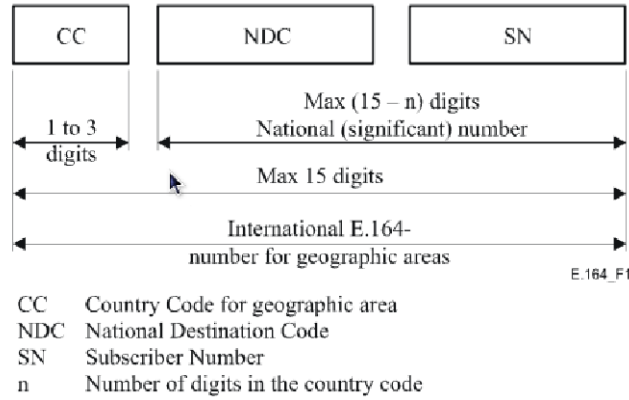 CC NDC SN
Max (15 – n) digits
1 to 3
digits
National (significant) number
Max 15 digits
International E.164-
number for geographic areas
E.164_F1
CC Country Code for geographic area
NDC National Destination Code
SN Subscriber Number
n Number of digits in the country code